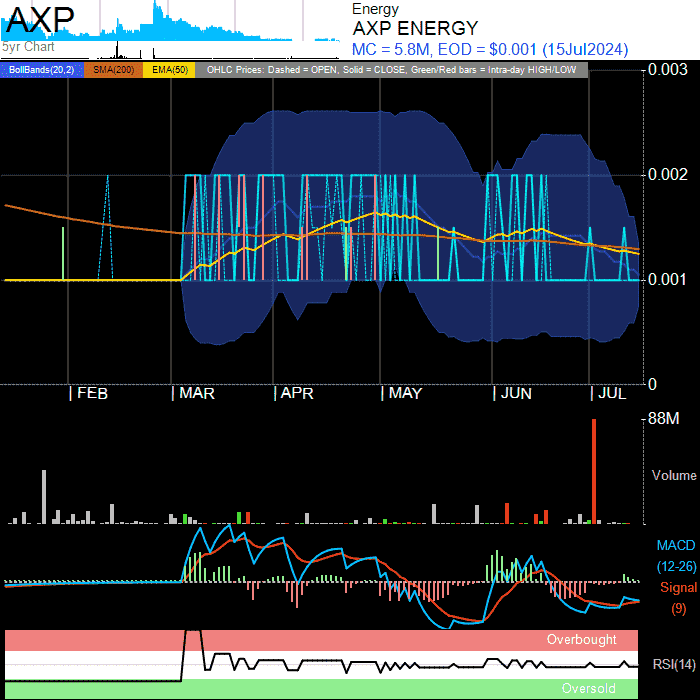 AXP
5yr Chart
Energy
AXP ENERGY
MC = 5.8M, EOD = $0.001 (15Jul2024)
BollBands(20,2) SMA(200) EMA(50) OHLC Prices: Dashed = OPEN, Solid = CLOSE, Green/Red bars = Intra-day HIGH/LOW
0.003
0.002
0.001
0
| FEB | MAR | APR | MAY | JUN | JUL
88M
Volume
MACD
(12-26)
Signal
(9)
Overbought
RSI(14)
Oversold